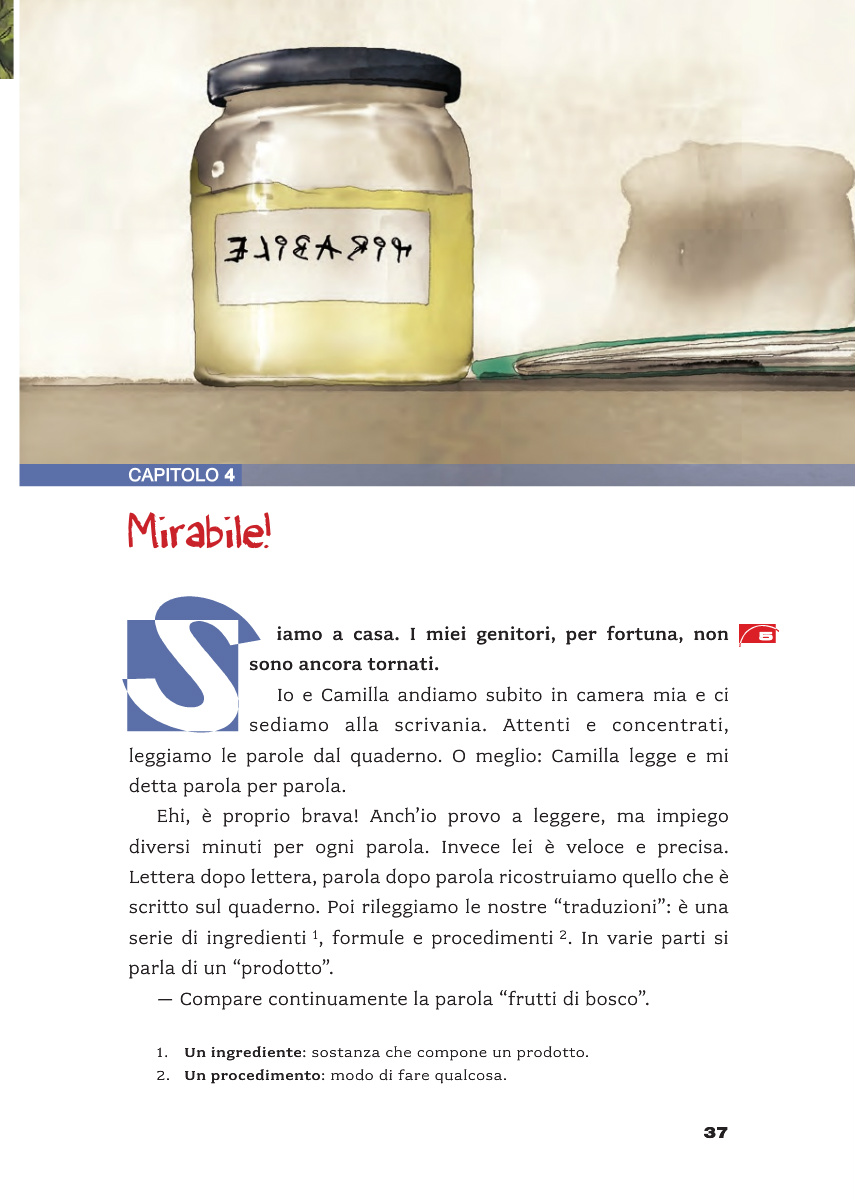 MIRABILE
CAPITOLO 4
Mirabile!
Siamo a casa. I miei genitori, per fortuna, non
5
sono ancora tornati.
Io e Camilla andiamo subito in camera mia e ci
sediamo alla scrivania. Attenti e concentrati,
leggiamo le parole dal quaderno. O meglio: Camilla legge e mi
detta parola per parola.
Ehi, è proprio brava! Anch’io provo a leggere, ma impiego
diversi minuti per ogni parola. Invece lei è veloce e precisa.
Lettera dopo lettera, parola dopo parola ricostruiamo quello che è
scritto sul quaderno. Poi rileggiamo le nostre “traduzioni”: è una
serie di ingredienti ¹, formule e procedimenti ². In varie parti si
parla di un “prodotto”.
— Compare continuamente la parola “frutti di bosco”.
1. Un ingrediente: sostanza che compone un prodotto.
2. Un procedimento: modo di fare qualcosa.
37